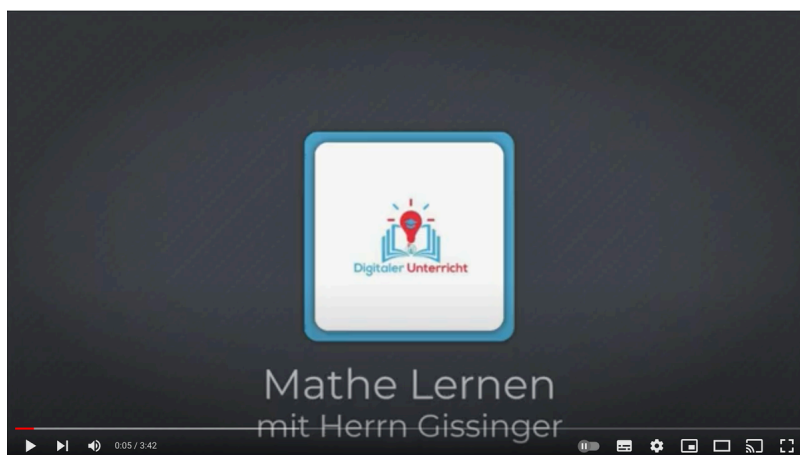 Digitaler Unterricht
Mathe Lernen
mit Herrn Gissinger
0:05 / 3:42